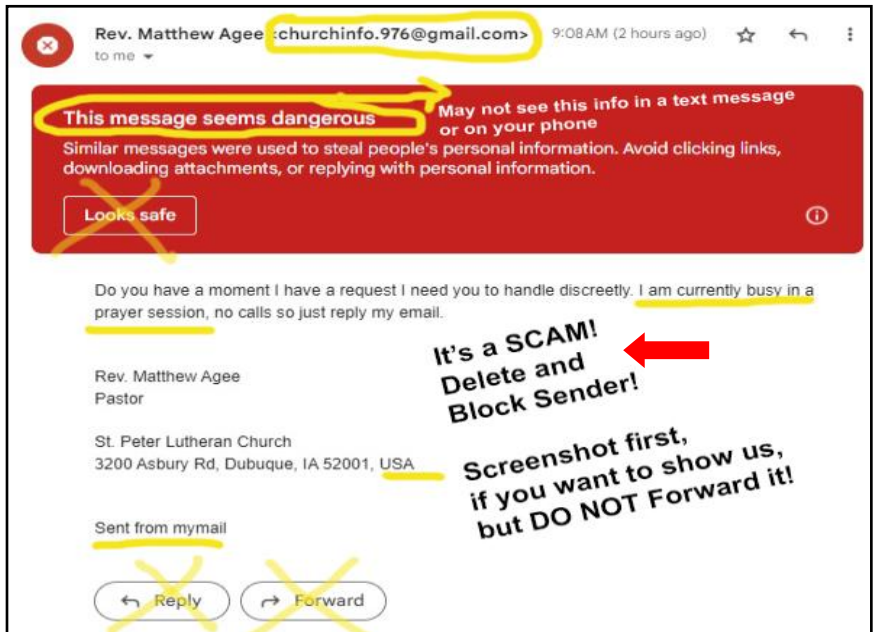 Rev. Matthew Agee <churchinfo.976@gmail.com> 9:08 AM (2 hours ago)
to me
This message seems dangerous
May not see this info in a text message
or on your phone
Similar messages were used to steal people's personal information. Avoid clicking links,
downloading attachments, or replying with personal information.
Looks safe
Do you have a moment I have a request I need you to handle discreetly. I am currently busy in a
prayer session, no calls so just reply my email.
It's a SCAM!
Delete and
Block Sender!
Rev. Matthew Agee
Pastor
St. Peter Lutheran Church
3200 Asbury Rd, Dubuque, IA 52001, USA
Screenshot first,
if you want to show us,
but DO NOT Forward it!
Sent from mymail
Reply
Forward